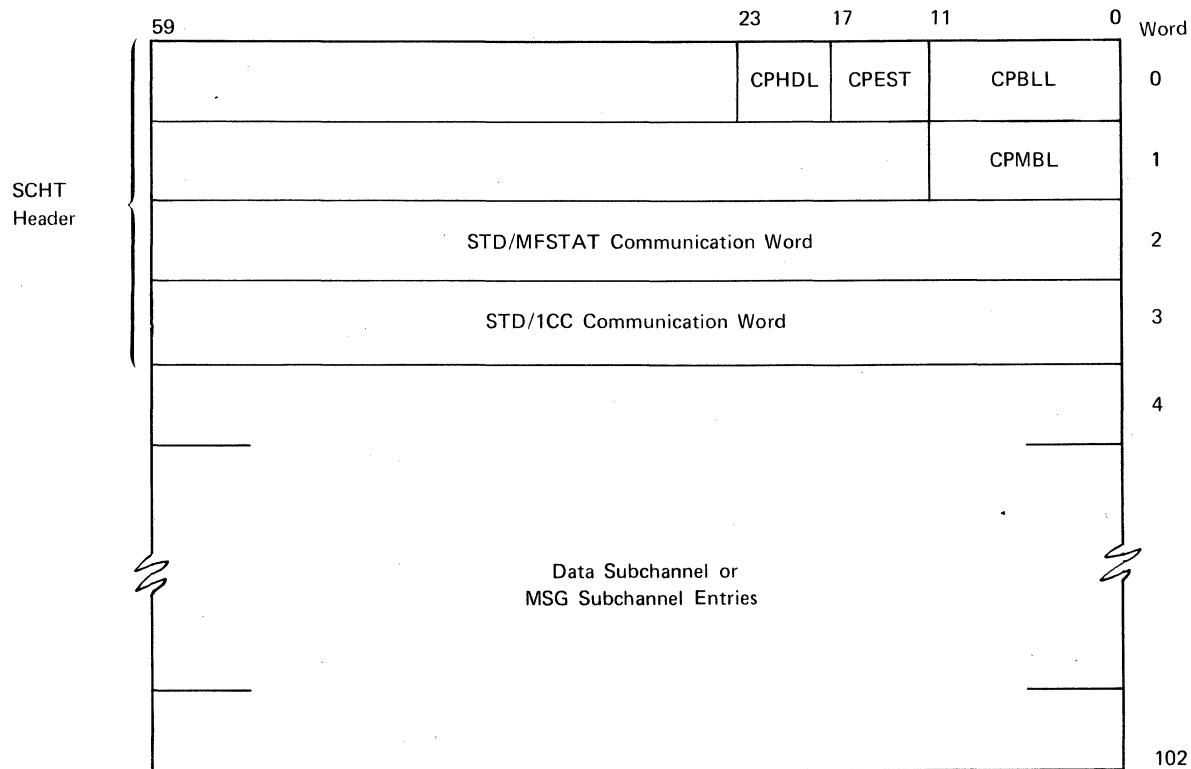 59 23 17 11 0 Word
CPHDL CPEST CPBLL 0
CPMBL 1
SCHT
Header
STD/MFSTAT Communication Word 2
STD/1CC Communication Word 3
4
Data Subchannel or
MSG Subchannel Entries
102